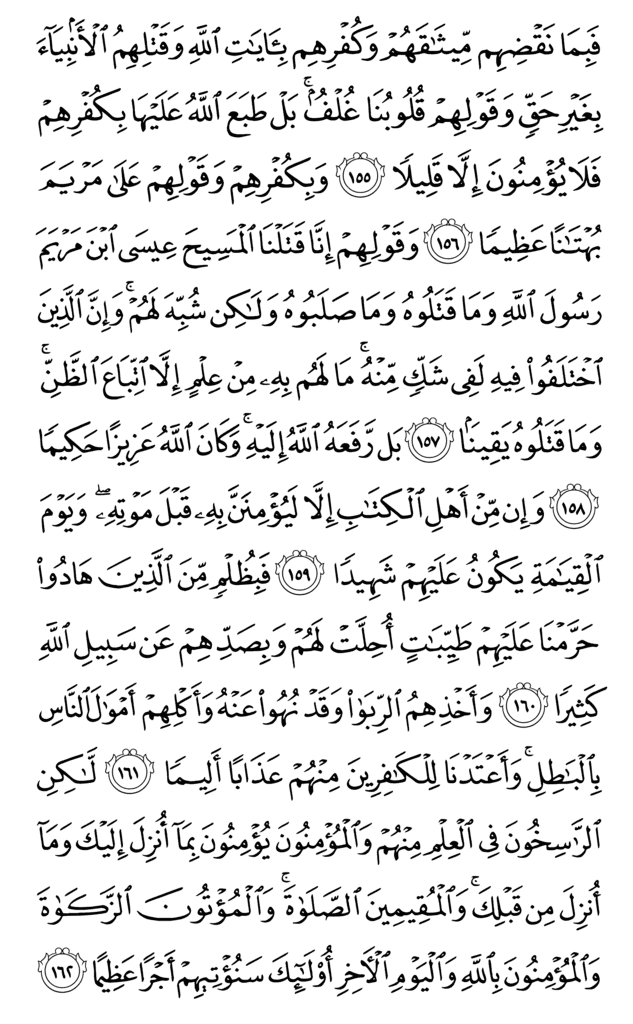 فَبِمَا نَقْضِهِم مِّيثَٰقَهُمْ وَكُفْرِهِم بِـَٔايَٰتِ ٱللَّهِ وَقَتْلِهِمُ ٱلْأَنۢبِيَآءَ
بِغَيْرِ حَقٍّ وَقَوْلِهِمْ قُلُوبُنَا غُلْفٌۢ ۚ بَلْ طَبَعَ ٱللَّهُ عَلَيْهَا بِكُفْرِهِمْ
فَلَا يُؤْمِنُونَ إِلَّا قَلِيلًا ١٥٥ وَبِكُفْرِهِمْ وَقَوْلِهِمْ عَلَىٰ مَرْيَمَ
بُهْتَٰنًا عَظِيمًا ١٥٦ وَقَوْلِهِمْ إِنَّا قَتَلْنَا ٱلْمَسِيحَ عِيسَى ٱبْنَ مَرْيَمَ
رَسُولَ ٱللَّهِ وَمَا قَتَلُوهُ وَمَا صَلَبُوهُ وَلَٰكِن شُبِّهَ لَهُمْ ۚ وَإِنَّ ٱلَّذِينَ
ٱخْتَلَفُوا۟ فِيهِ لَفِى شَكٍّ مِّنْهُ ۚ مَا لَهُم بِهِۦ مِنْ عِلْمٍ إِلَّا ٱتِّبَاعَ ٱلظَّنِّ ۚ
وَمَا قَتَلُوهُ يَقِينًۢا ١٥٧ بَل رَّفَعَهُ ٱللَّهُ إِلَيْهِ ۚ وَكَانَ ٱللَّهُ عَزِيزًا حَكِيمًا
١٥٨ وَإِن مِّنْ أَهْلِ ٱلْكِتَٰبِ إِلَّا لَيُؤْمِنَنَّ بِهِۦ قَبْلَ مَوْتِهِۦ ۖ وَيَوْمَ
ٱلْقِيَٰمَةِ يَكُونُ عَلَيْهِمْ شَهِيدًا ١٥٩ فَبِظُلْمٍ مِّنَ ٱلَّذِينَ هَادُوا۟
حَرَّمْنَا عَلَيْهِمْ طَيِّبَٰتٍ أُحِلَّتْ لَهُمْ وَبِصَدِّهِمْ عَن سَبِيلِ ٱللَّهِ
كَثِيرًا ١٦٠ وَأَخْذِهِمُ ٱلرِّبَوٰا۟ وَقَدْ نُهُوا۟ عَنْهُ وَأَكْلِهِمْ أَمْوَٰلَ ٱلنَّاسِ
بِٱلْبَٰطِلِ ۚ وَأَعْتَدْنَا لِلْكَٰفِرِينَ مِنْهُمْ عَذَابًا أَلِيمًا ١٦١ لَّٰكِنِ
ٱلرَّٰسِخُونَ فِى ٱلْعِلْمِ مِنْهُمْ وَٱلْمُؤْمِنُونَ يُؤْمِنُونَ بِمَآ أُنزِلَ إِلَيْكَ وَمَآ
أُنزِلَ مِن قَبْلِكَ ۚ وَٱلْمُقِيمِينَ ٱلصَّلَوٰةَ ۚ وَٱلْمُؤْتُونَ ٱلزَّكَوٰةَ
وَٱلْمُؤْمِنُونَ بِٱللَّهِ وَٱلْيَوْمِ ٱلْأَخِرِ أُو۟لَٰٓئِكَ سَنُؤْتِيهِمْ أَجْرًا عَظِيمًا ١٦٢